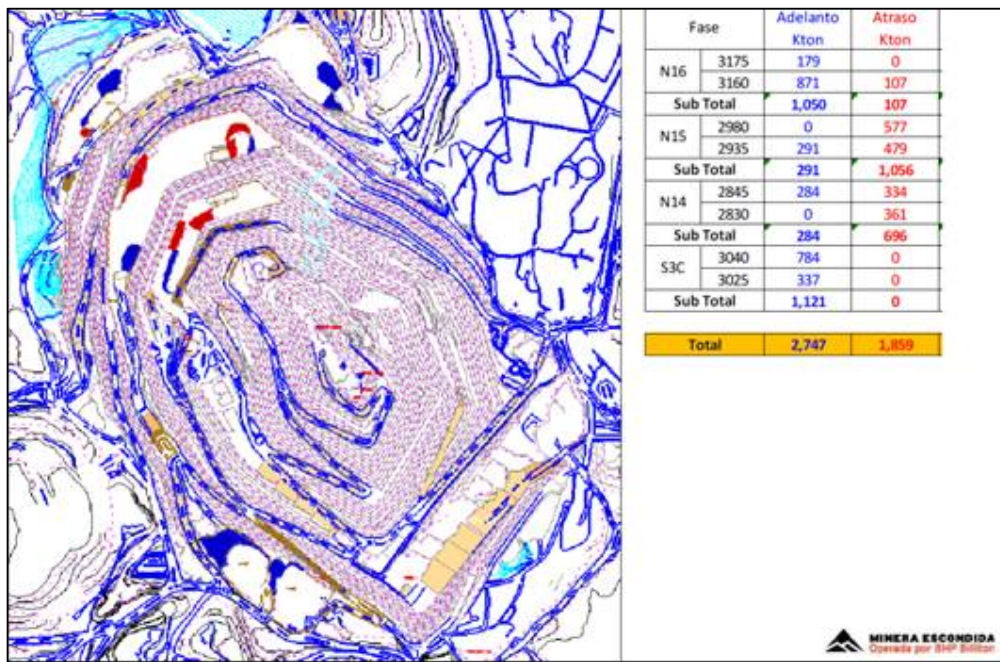 Fase Adelanto Kton Atraso Kton
N16 3175 179 0
3160 871 107
Sub Total 1,050 107
N15 2980 0 577
2935 291 479
Sub Total 291 1,056
N14 2845 284 334
2830 0 361
Sub Total 284 696
S3C 3040 784 0
3025 337 0
Sub Total 1,121 0
Total 2,747 1,859
MINERA ESCONDIDA
Operada por BHP Billiton